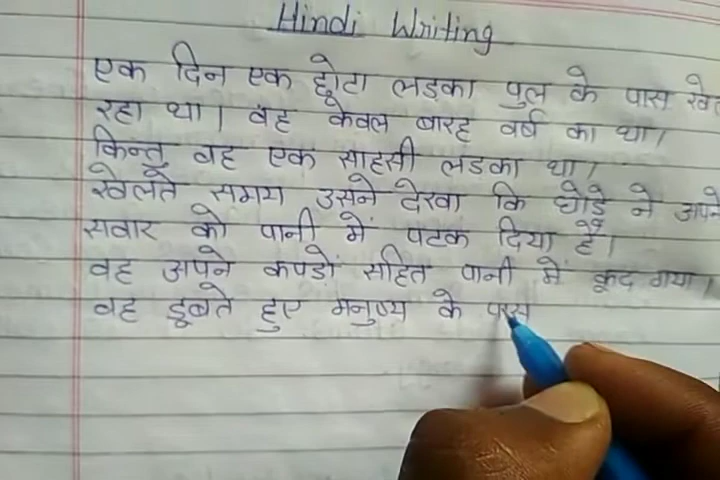 Hindi Writing
एक दिन एक छोटा लड़का पुल के पास खे
रहा था। वह केवल बारह वर्ष का था।
किन्तु वह एक साहसी लडका था।
खेलते समय उसने देखा कि घोड़े ने अपने
सवार को पानी में पटक दिया है।
वह अपने कपड़ों सहित पानी में कूद गया।
वह डूबते हुए मनुष्य के पास